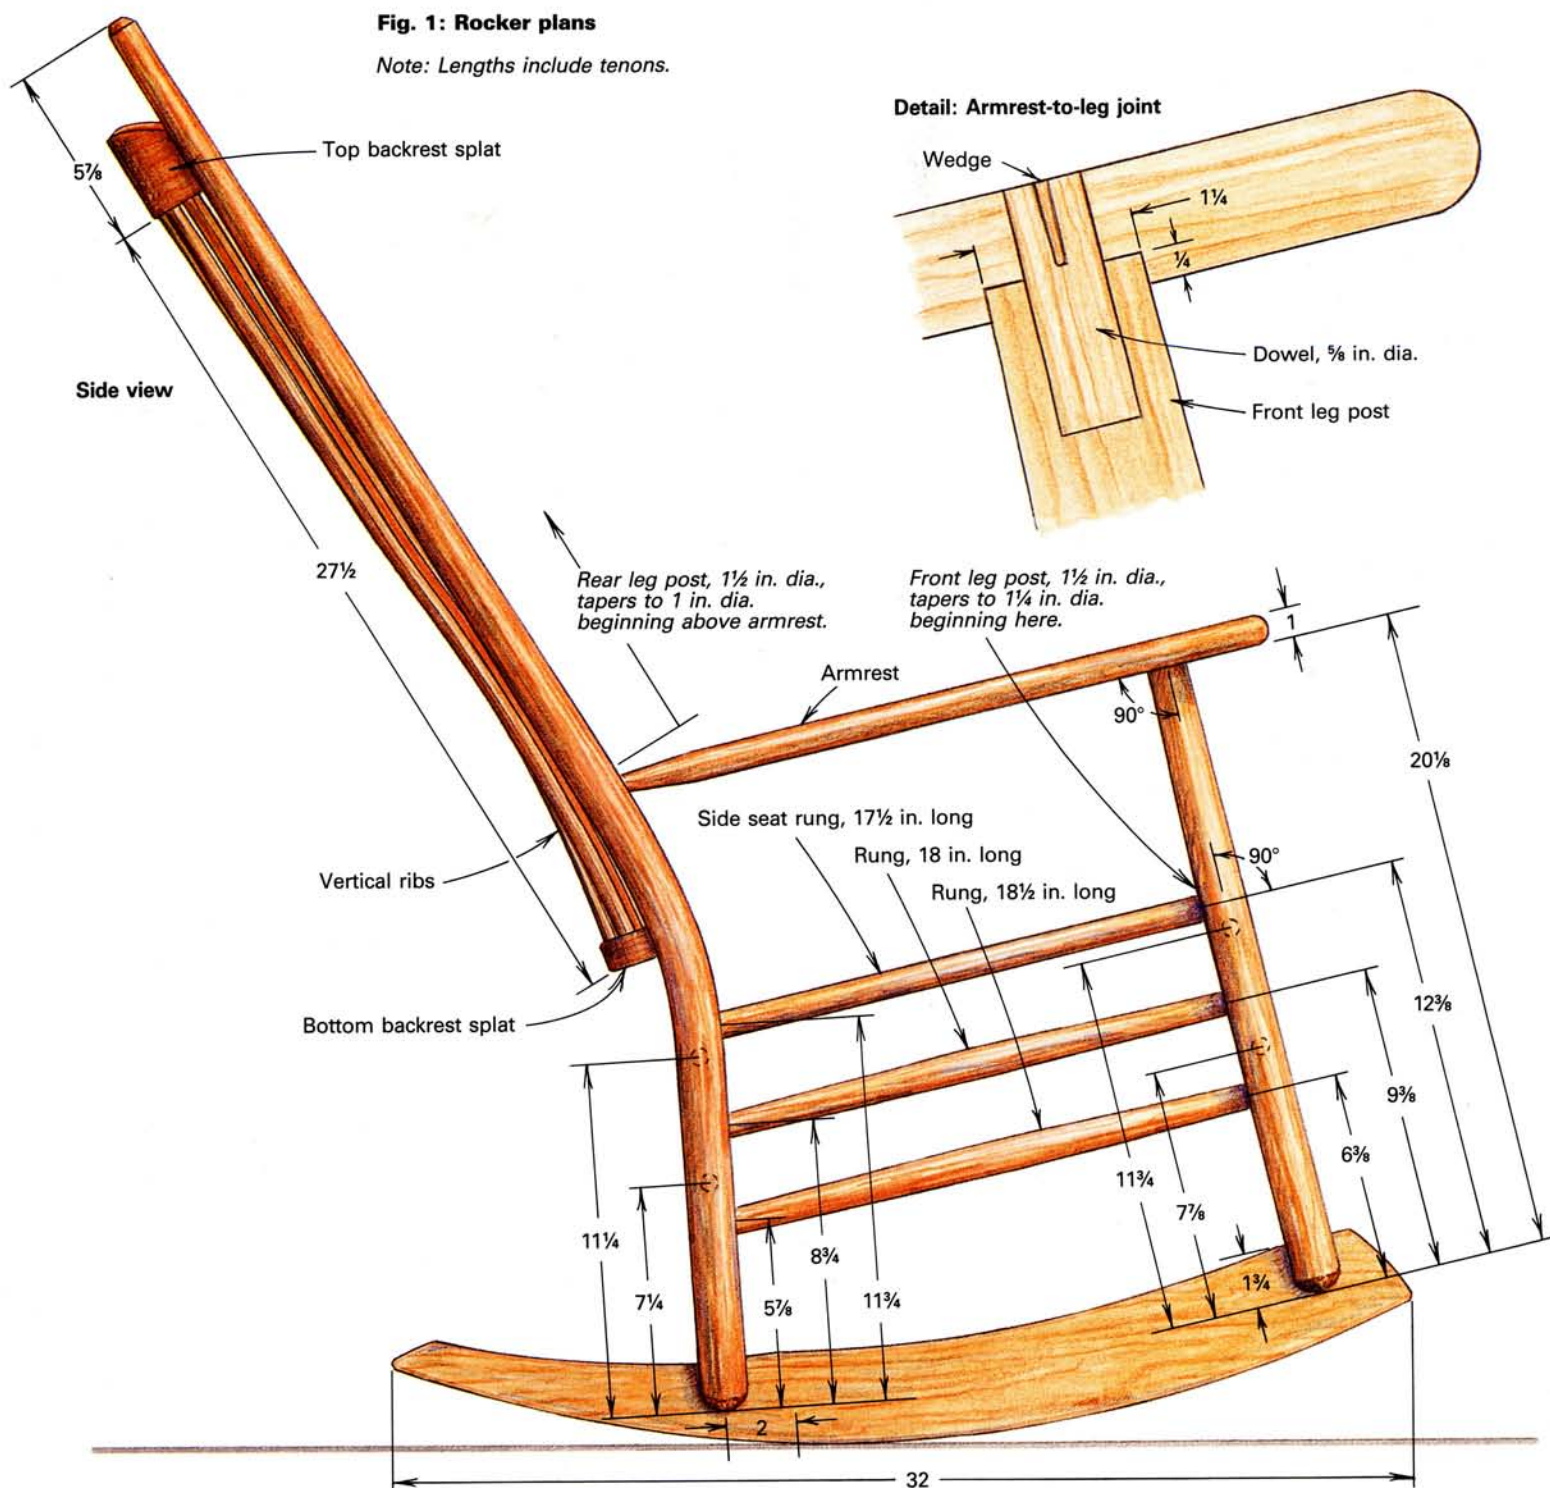 Fig. 1: Rocker plans
Note: Lengths include tenons.
Detail: Armrest-to-leg joint
Wedge
1¼
¼
Dowel, ⅝ in. dia.
Front leg post
Top backrest splat
5⅞
Side view
27½
Rear leg post, 1½ in. dia.,
tapers to 1 in. dia.
beginning above armrest.
Front leg post, 1½ in. dia.,
tapers to 1¼ in. dia.
beginning here.
1
Armrest
90°
20⅛
Side seat rung, 17½ in. long
Rung, 18 in. long
90°
Rung, 18½ in. long
Vertical ribs
Bottom backrest splat
12⅜
9⅜
6⅜
11¾
7⅞
11¼
7¼
5⅞
8¾
11¾
1¾
2
32